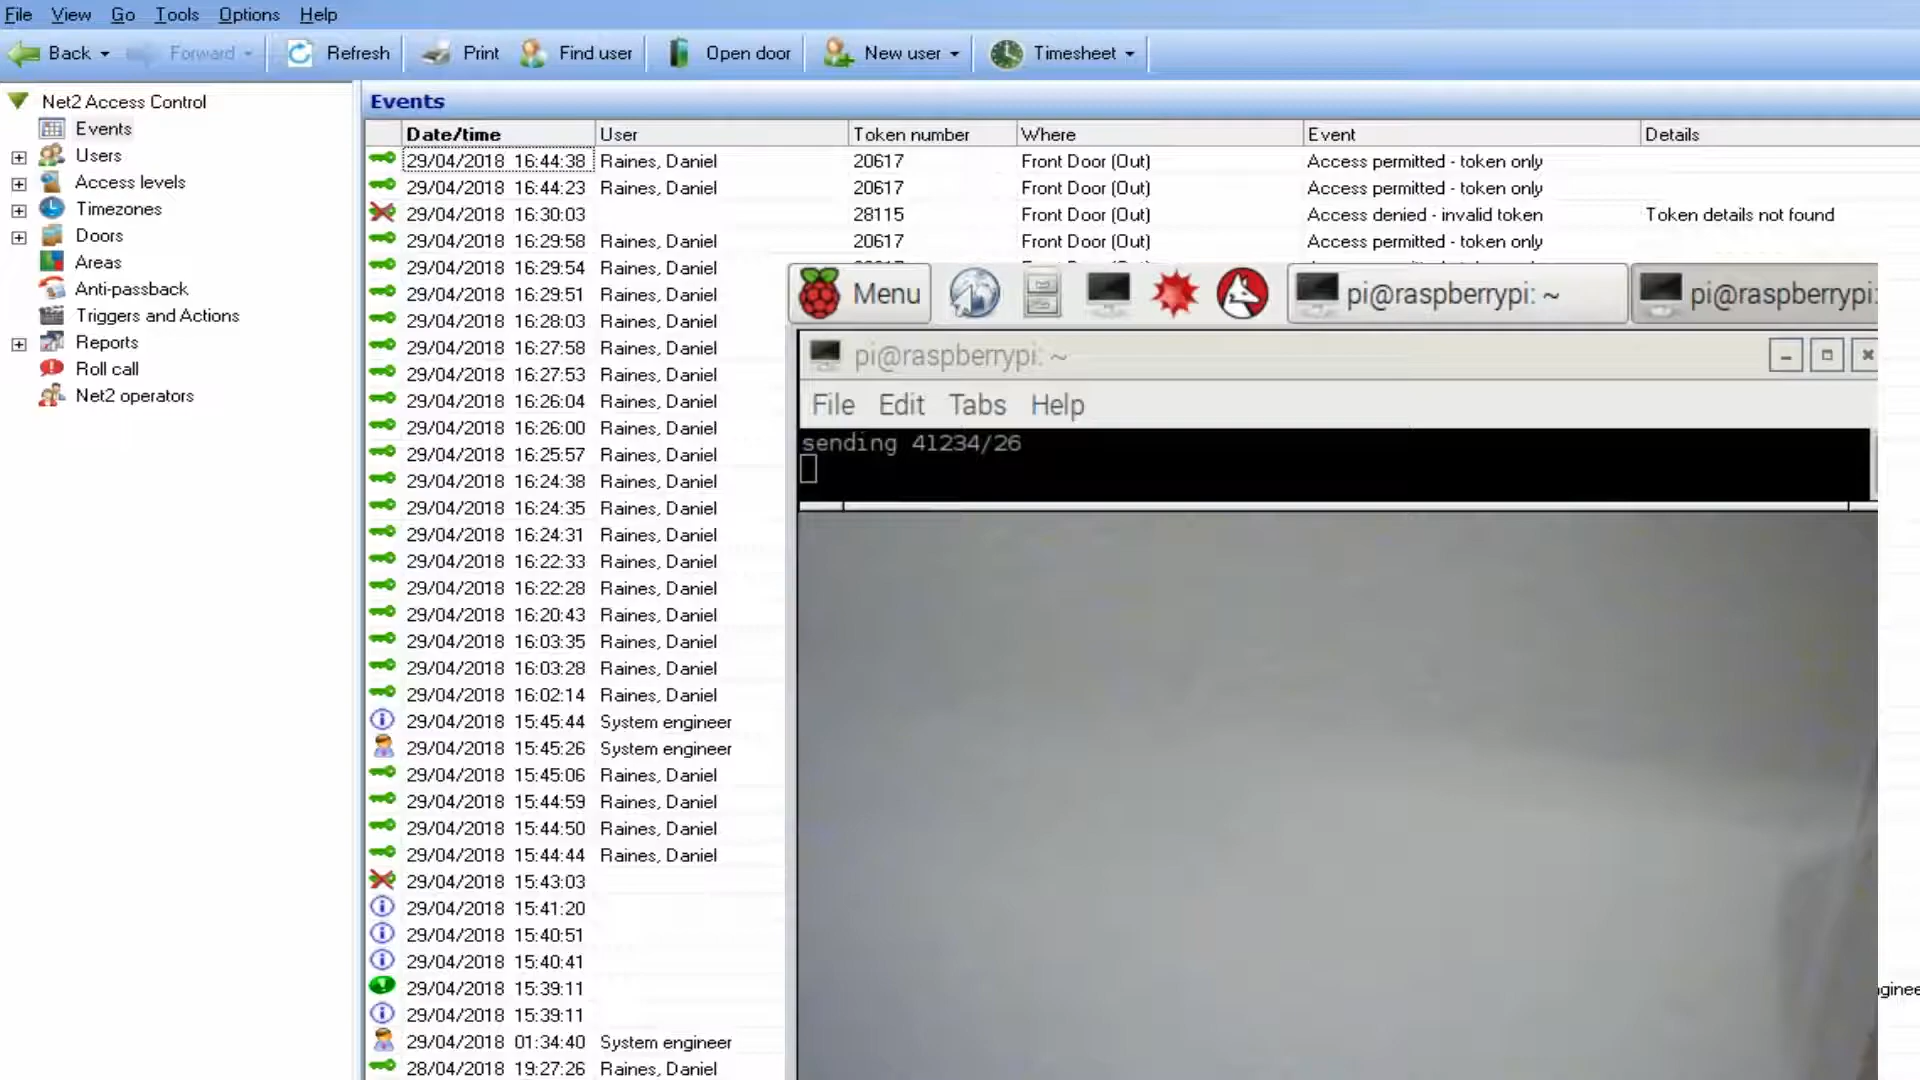 File View Go Tools Options Help
Back Forward Refresh Print Find user Open door New user Timesheet
Net2 Access Control
Events
Users
Access levels
Timezones
Doors
Areas
Anti-passback
Triggers and Actions
Reports
Roll call
Net2 operators
Events
Date/time User Token number Where Event Details
29/04/2018 16:44:38 Raines, Daniel 20617 Front Door (Out) Access permitted - token only
29/04/2018 16:44:23 Raines, Daniel 20617 Front Door (Out) Access permitted - token only
29/04/2018 16:30:03 28115 Front Door (Out) Access denied - invalid token Token details not found
29/04/2018 16:29:58 Raines, Daniel 20617 Front Door (Out) Access permitted - token only
29/04/2018 16:29:54 Raines, Daniel
29/04/2018 16:29:51 Raines, Daniel
29/04/2018 16:28:03 Raines, Daniel
29/04/2018 16:27:58 Raines, Daniel
29/04/2018 16:27:53 Raines, Daniel
29/04/2018 16:26:04 Raines, Daniel
29/04/2018 16:26:00 Raines, Daniel
29/04/2018 16:25:57 Raines, Daniel
29/04/2018 16:24:38 Raines, Daniel
29/04/2018 16:24:35 Raines, Daniel
29/04/2018 16:24:31 Raines, Daniel
29/04/2018 16:22:33 Raines, Daniel
29/04/2018 16:22:28 Raines, Daniel
29/04/2018 16:20:43 Raines, Daniel
29/04/2018 16:03:35 Raines, Daniel
29/04/2018 16:03:28 Raines, Daniel
29/04/2018 16:02:14 Raines, Daniel
29/04/2018 15:45:44 System engineer
29/04/2018 15:45:26 System engineer
29/04/2018 15:45:06 Raines, Daniel
29/04/2018 15:44:59 Raines, Daniel
29/04/2018 15:44:50 Raines, Daniel
29/04/2018 15:44:44 Raines, Daniel
29/04/2018 15:43:03
29/04/2018 15:41:20
29/04/2018 15:40:51
29/04/2018 15:40:41
29/04/2018 15:39:11
29/04/2018 15:39:11
29/04/2018 01:34:40 System engineer
28/04/2018 19:27:26 Raines, Daniel
Menu pi@raspberrypi: ~ pi@raspberrypi:
pi@raspberrypi: ~
File Edit Tabs Help
sending 41234/26